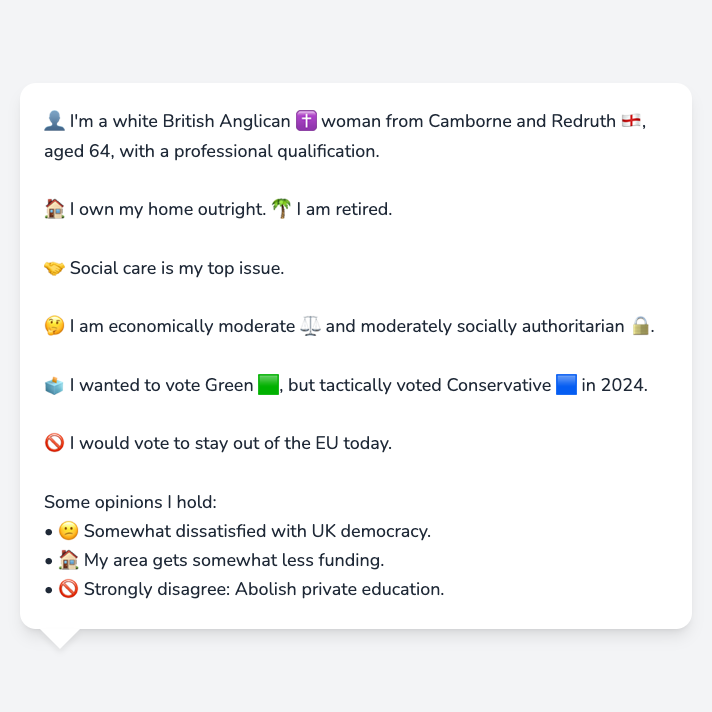 👤 I'm a white British Anglican ✝️ woman from Camborne and Redruth 🏴󠁧󠁢󠁥󠁮󠁧󠁿,
aged 64, with a professional qualification.
🏠 I own my home outright. 🌴 I am retired.
🤝 Social care is my top issue.
🤔 I am economically moderate ⚖️ and moderately socially authoritarian 🔒.
🗳️ I wanted to vote Green 🟩, but tactically voted Conservative 🟦 in 2024.
🚫 I would vote to stay out of the EU today.
Some opinions I hold:
• 🙁 Somewhat dissatisfied with UK democracy.
• 🏠 My area gets somewhat less funding.
• 🚫 Strongly disagree: Abolish private education.